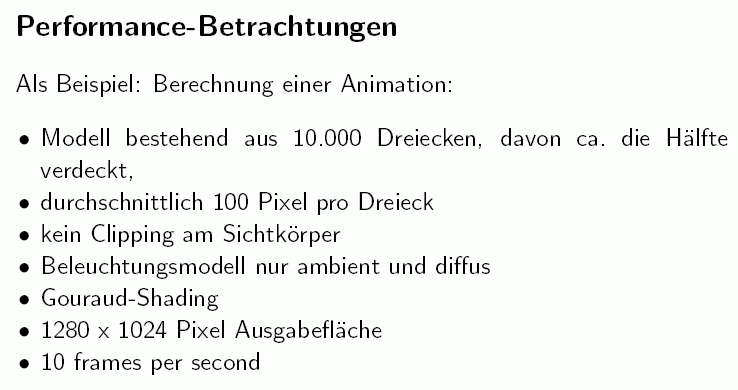 Performance-Betrachtungen
Als Beispiel: Berechnung einer Animation:
• Modell bestehend aus 10.000 Dreiecken, davon ca. die Hälfte
verdeckt,
• durchschnittlich 100 Pixel pro Dreieck
• kein Clipping am Sichtkörper
• Beleuchtungsmodell nur ambient und diffus
• Gouraud-Shading
• 1280 x 1024 Pixel Ausgabefläche
• 10 frames per second